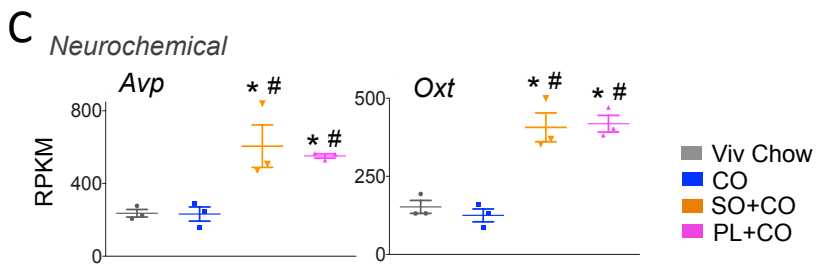 C
Neurochemical
Avp
* #
* #
800
400
0
RPKM
Oxt
* #
* #
500
250
0
Viv Chow
CO
SO+CO
PL+CO